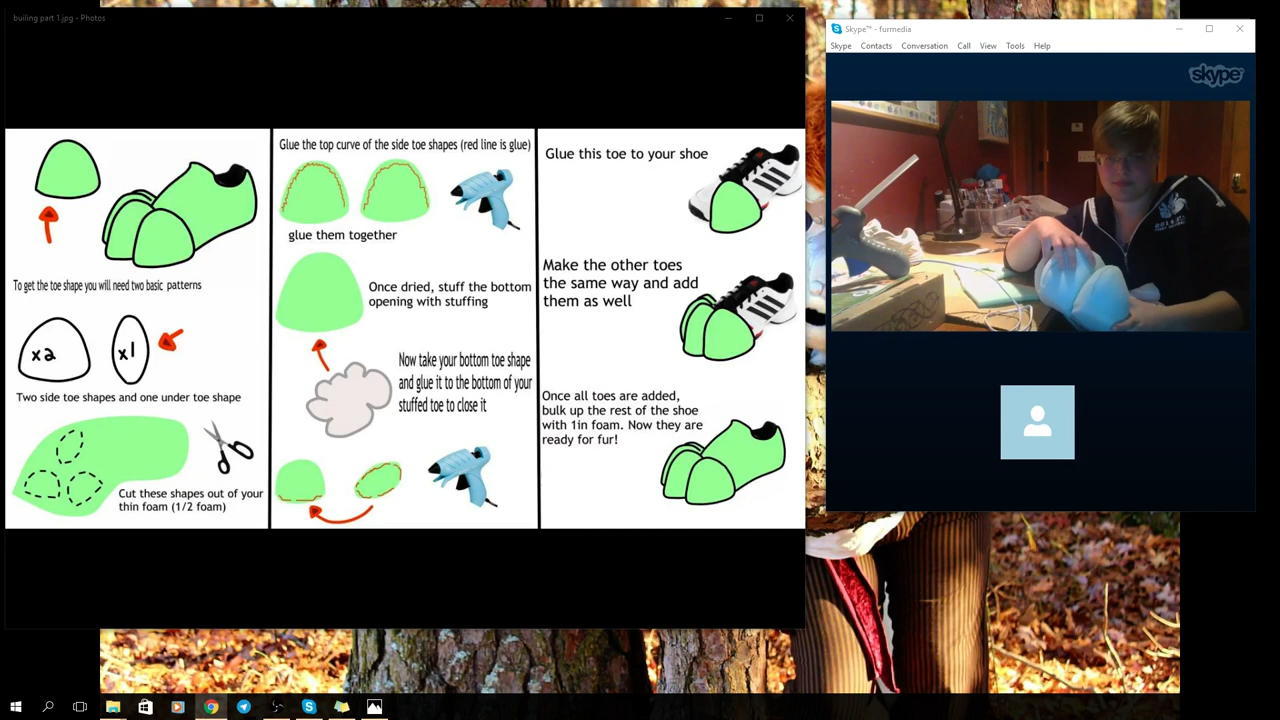 builing part 1.jpg - Photos
To get the toe shape you will need two basic patterns
x2
x1
Two side toe shapes and one under toe shape
Cut these shapes out of your
thin foam (1/2 foam)
Glue the top curve of the side toe shapes (red line is glue)
glue them together
Once dried, stuff the bottom
opening with stuffing
Now take your bottom toe shape
and glue it to the bottom of your
stuffed toe to close it
Glue this toe to your shoe
Make the other toes
the same way and add
them as well
Once all toes are added,
bulk up the rest of the shoe
with 1in foam. Now they are
ready for fur!
Skype™ - furmedia
Skype Contacts Conversation Call View Tools Help
skype